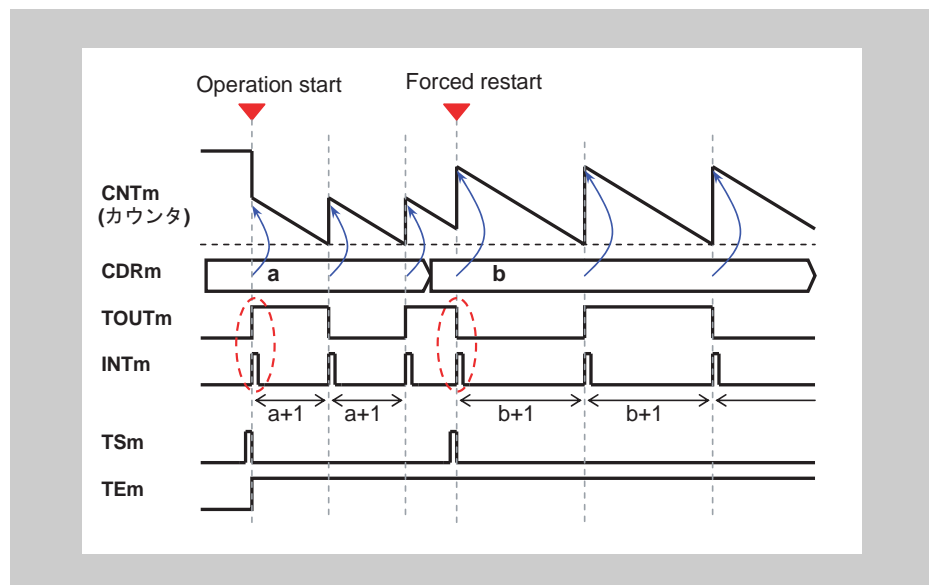 Operation start Forced restart
CNTm
(カウンタ)
CDRm a b
TOUTm
INTm
a+1 a+1 b+1 b+1
TSm
TEm